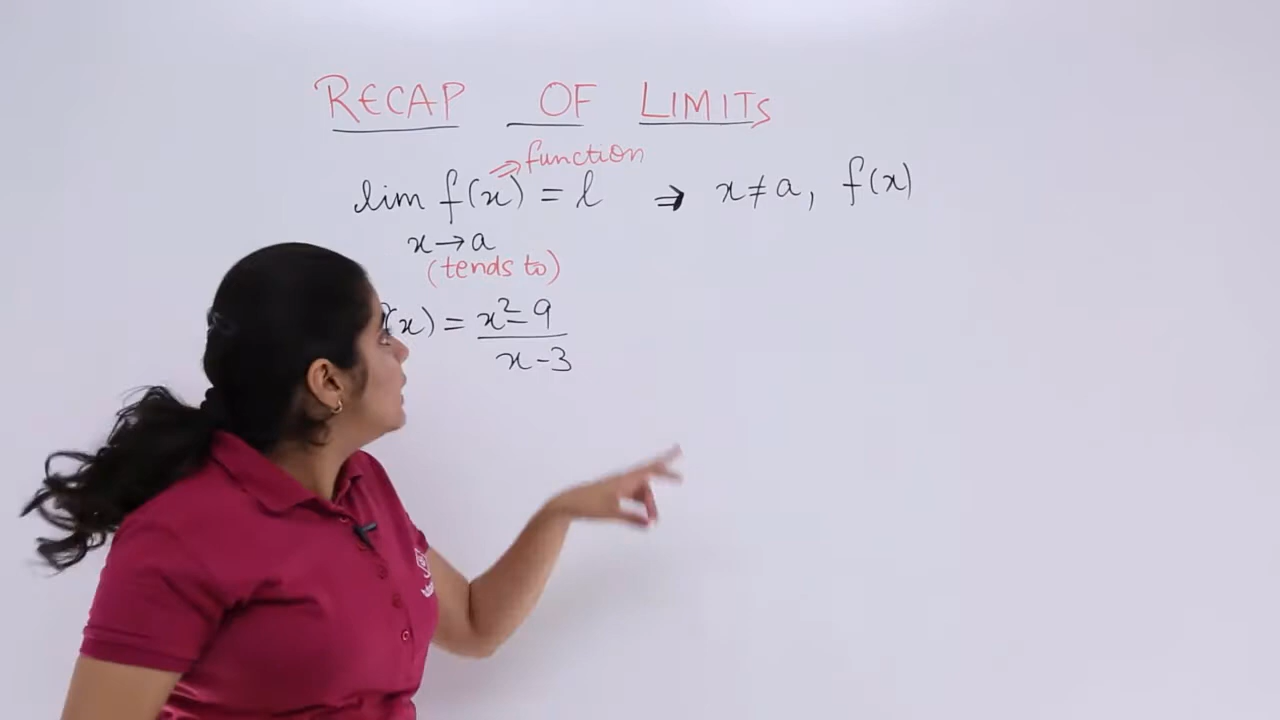 RECAP OF LIMITS
⇒ function
lim f(x) = l ⇒ x ≠ a, f(x)
x → a
(tends to)
(x) = x² - 9
x - 3